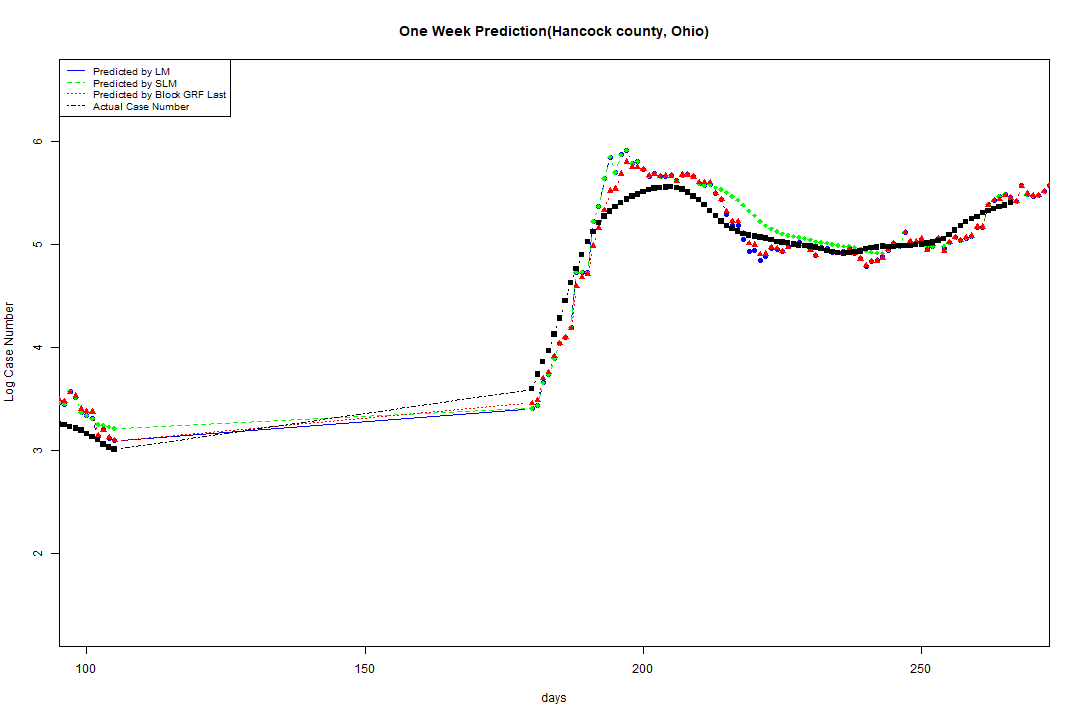 One Week Prediction(Hancock county, Ohio)
Predicted by LM
Predicted by SLM
Predicted by Block GRF Last
Actual Case Number
6
5
4
3
2
Log Case Number
100 150 200 250
days